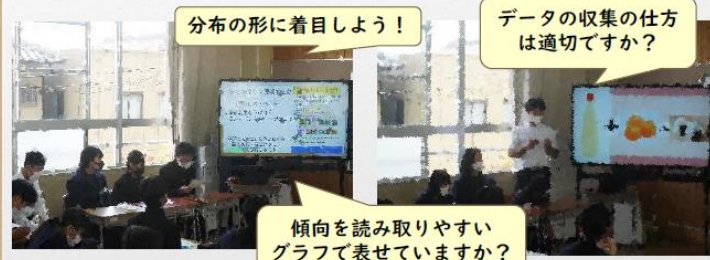 分布の形に着目しよう！
データの収集の仕方
は適切ですか？
傾向を読み取りやすい
グラフで表せていますか？